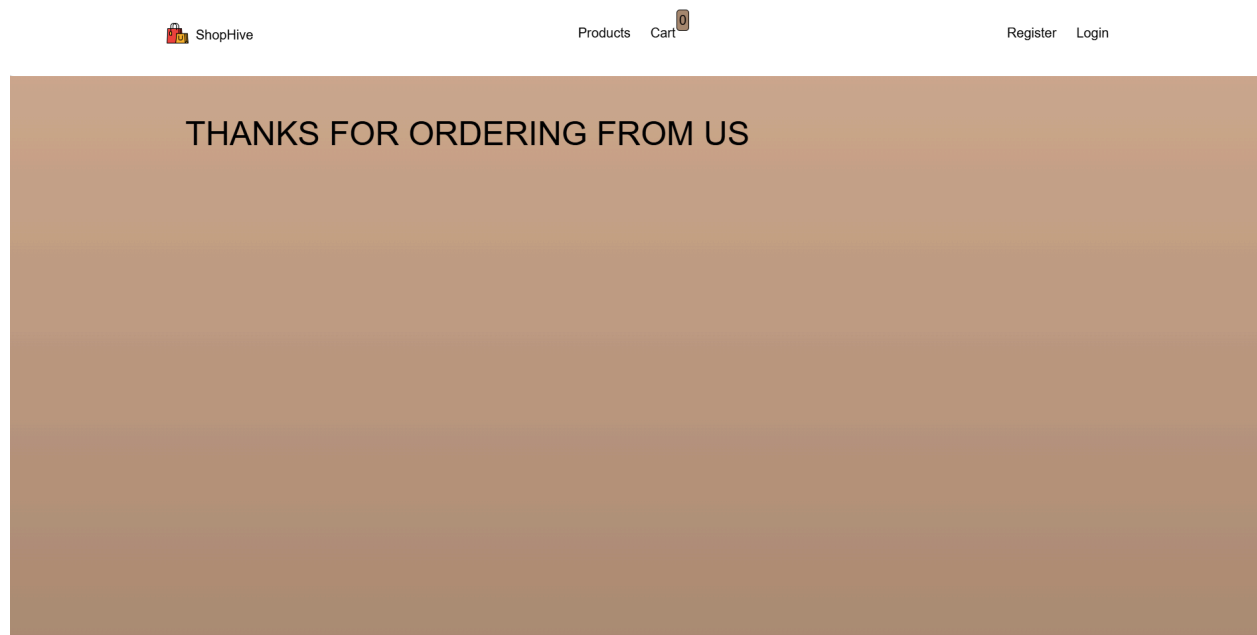 ShopHive
Products Cart 0
Register Login
THANKS FOR ORDERING FROM US